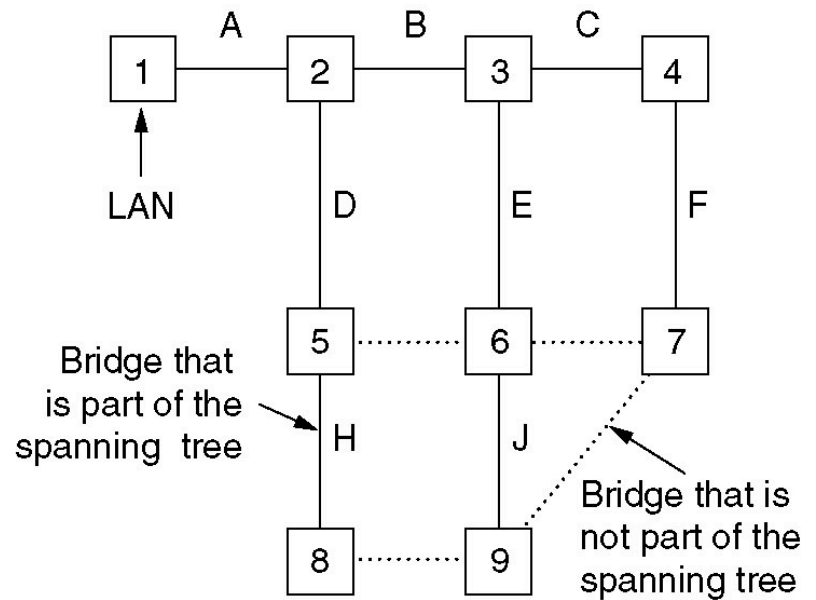 A B C
1 2 3 4
LAN D E F
5 6 7
Bridge that
is part of the
spanning tree
H J
Bridge that is
not part of the
spanning tree
8 9